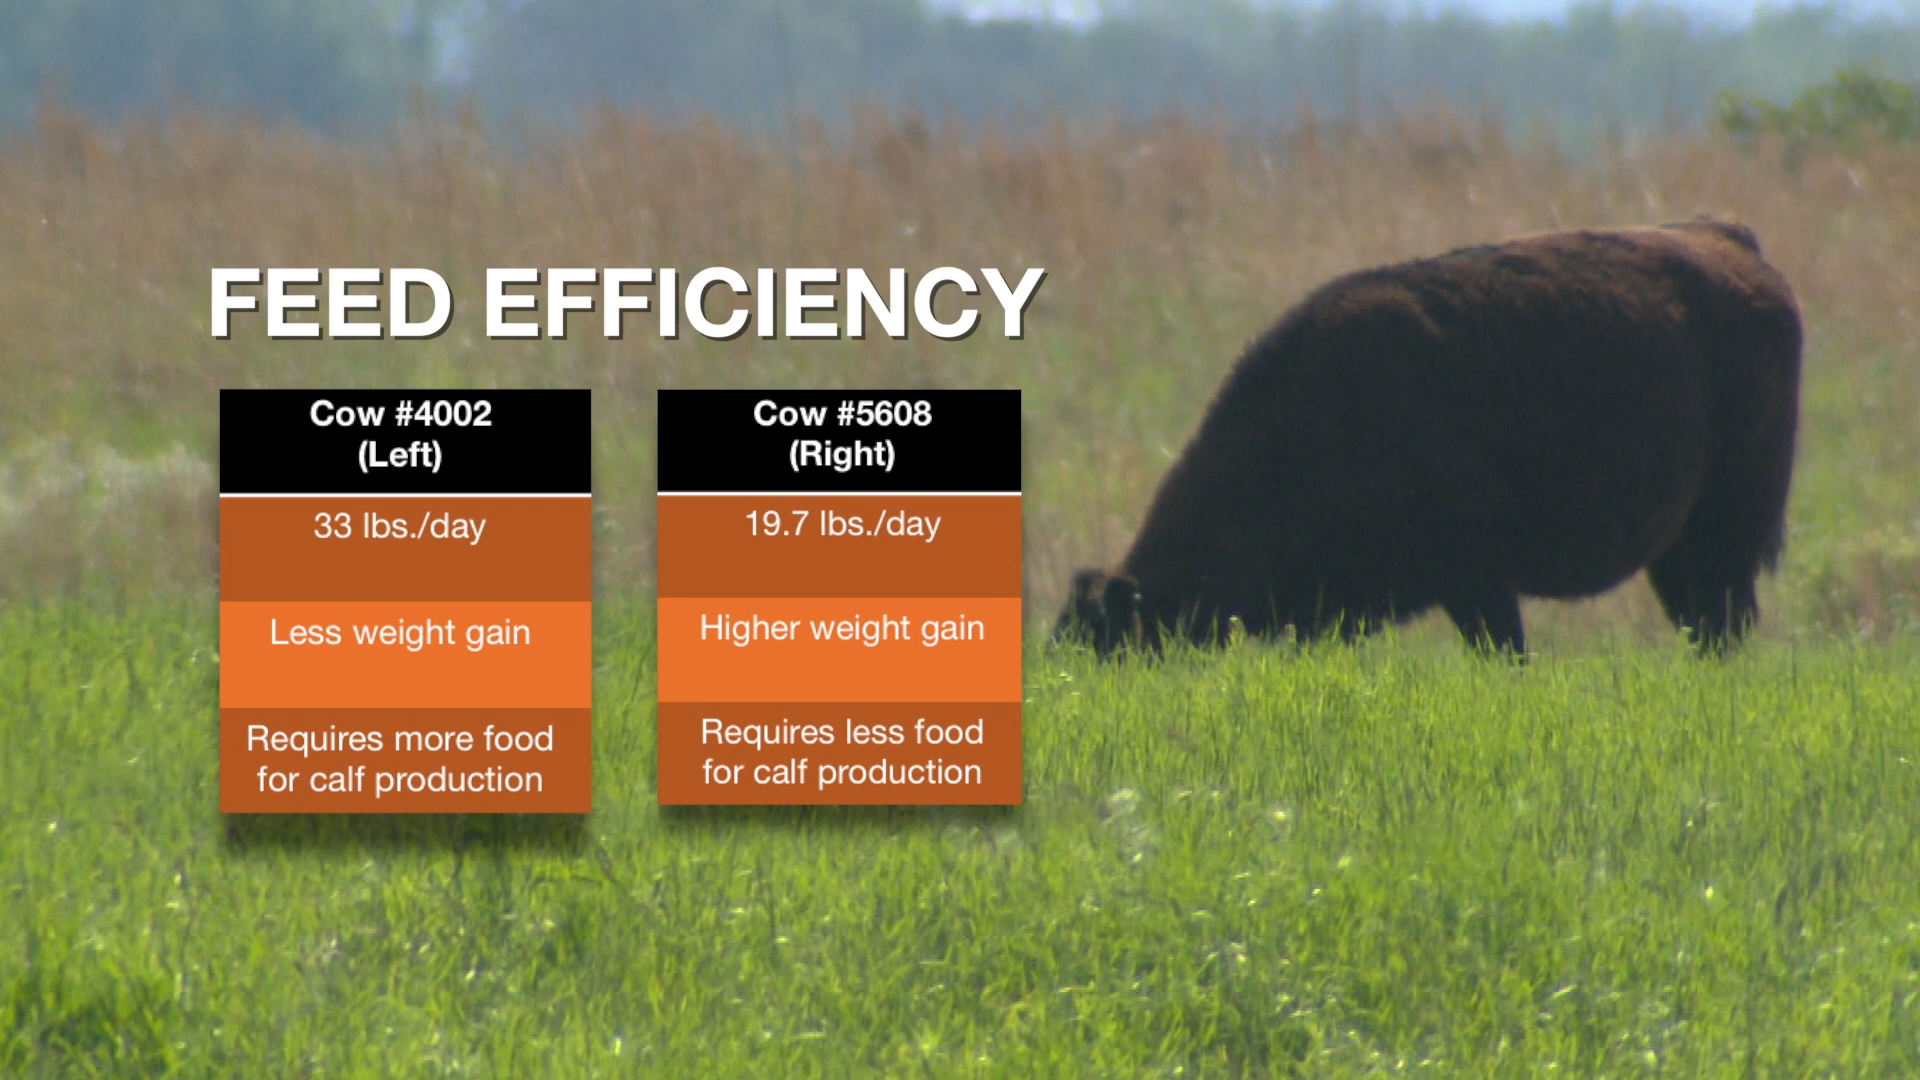 FEED EFFICIENCY
Cow #4002
(Left)
33 lbs./day
Less weight gain
Requires more food
for calf production
Cow #5608
(Right)
19.7 lbs./day
Higher weight gain
Requires less food
for calf production